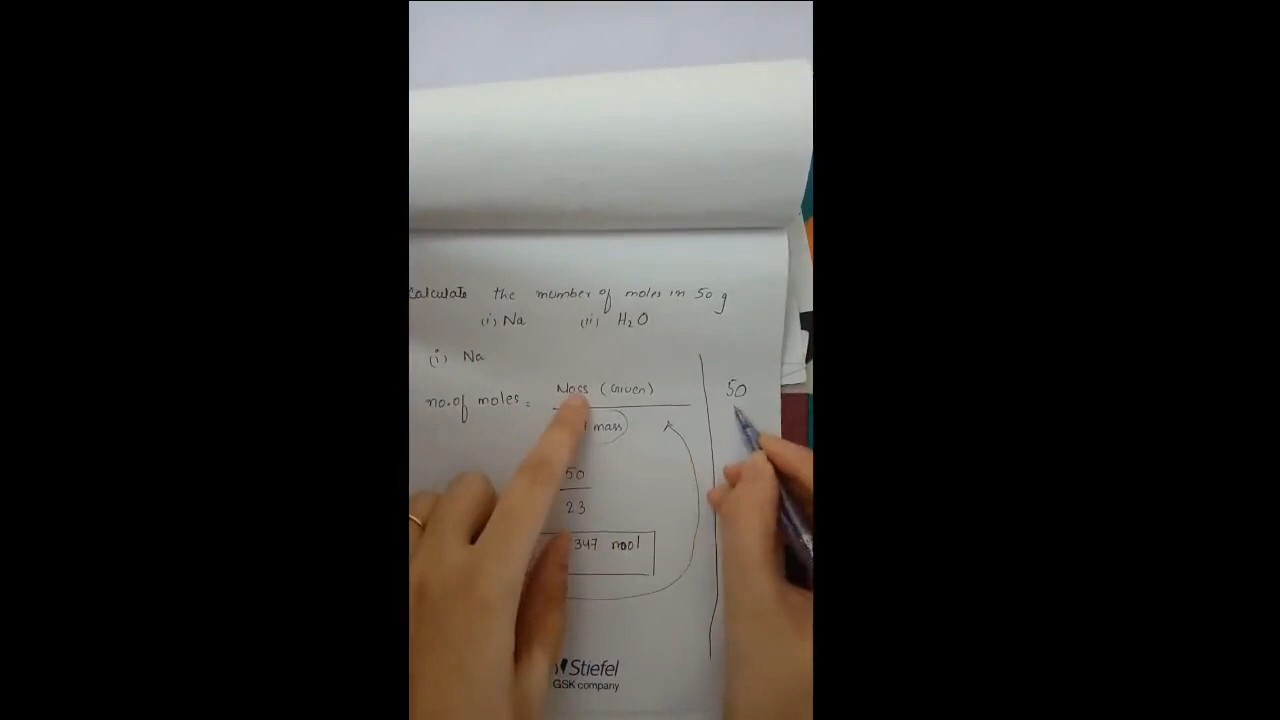 Calculate the number of moles in 50 g
(i) Na (ii) H2O
(i) Na
no.of moles = Mass (Given)
mass
50
23
347 mol
50
Stiefel
GSK company